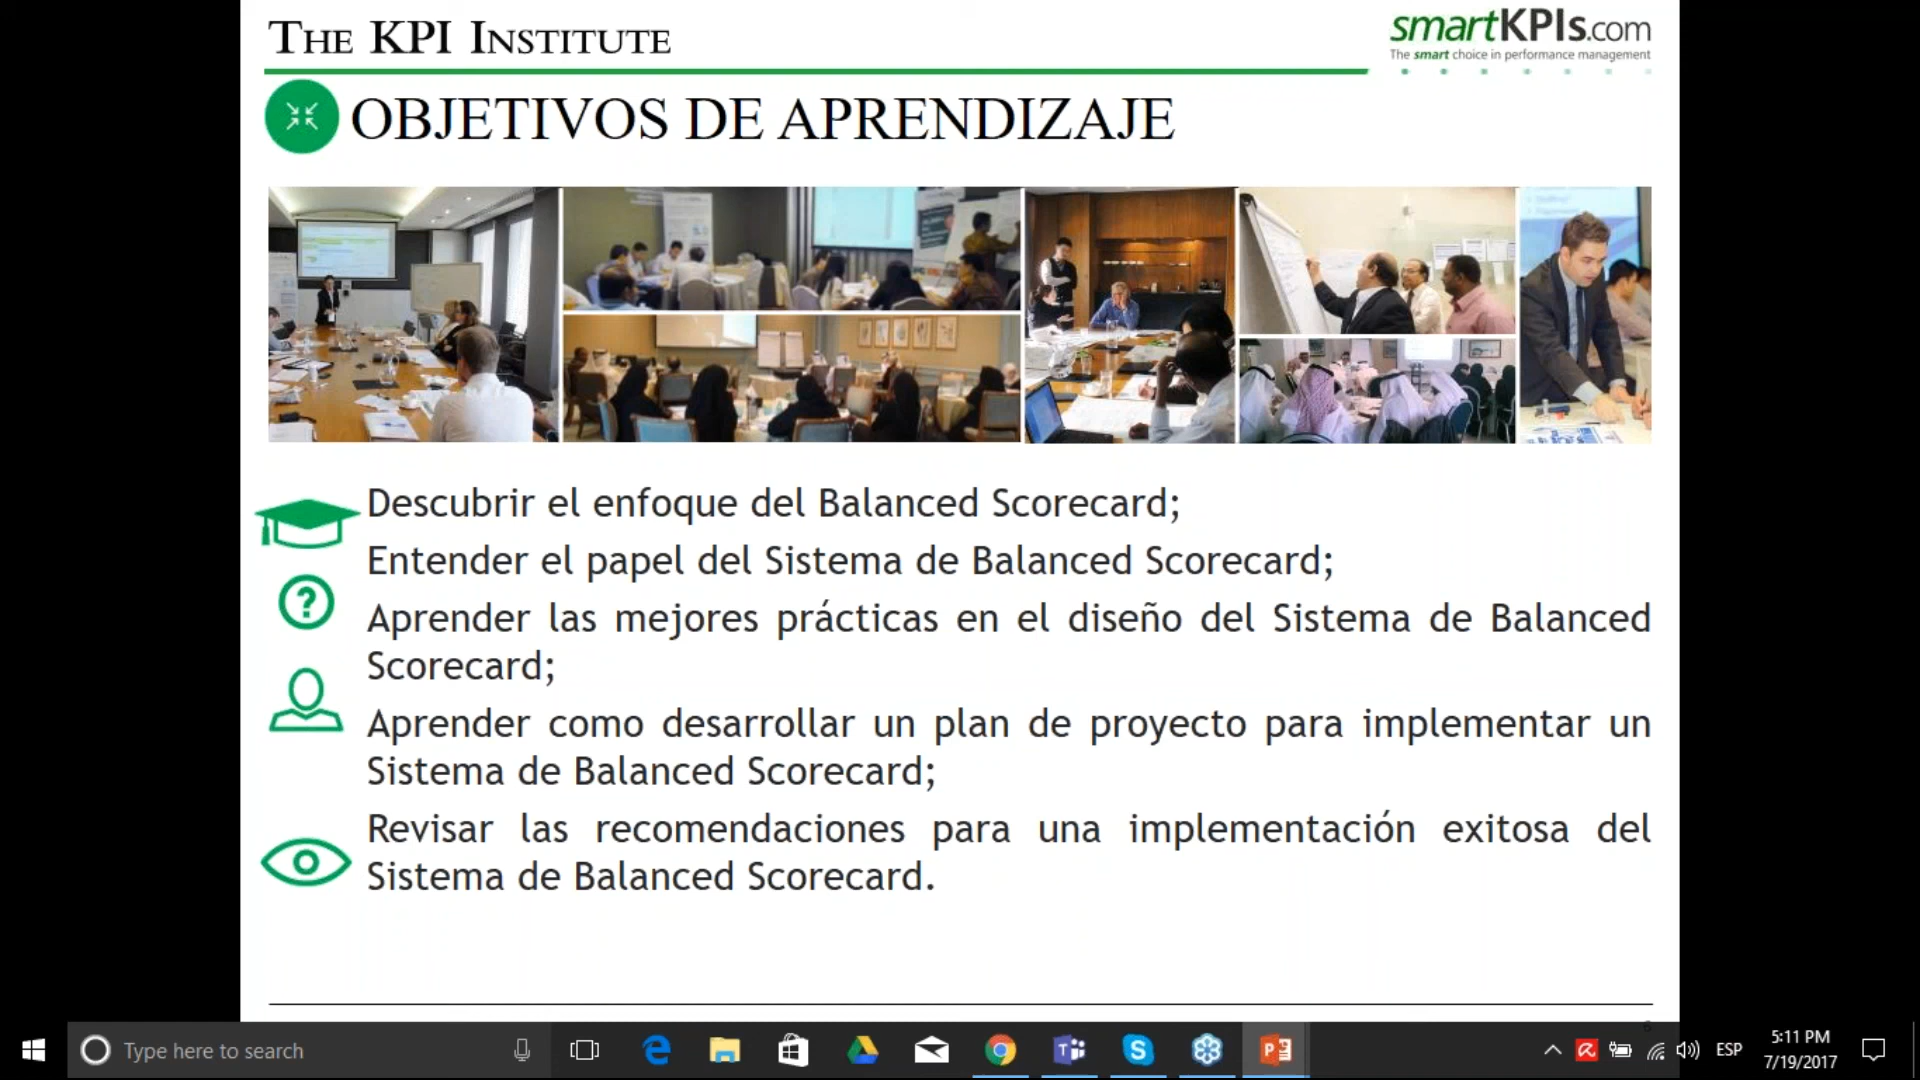 THE KPI INSTITUTE
smartKPIs.com
The smart choice in performance management
OBJETIVOS DE APRENDIZAJE
Descubrir el enfoque del Balanced Scorecard;
Entender el papel del Sistema de Balanced Scorecard;
?
Aprender las mejores prácticas en el diseño del Sistema de Balanced
Scorecard;
Aprender como desarrollar un plan de proyecto para implementar un
Sistema de Balanced Scorecard;
Revisar las recomendaciones para una implementación exitosa del
Sistema de Balanced Scorecard.
6
Type here to search
ESP
5:11 PM
7/19/2017